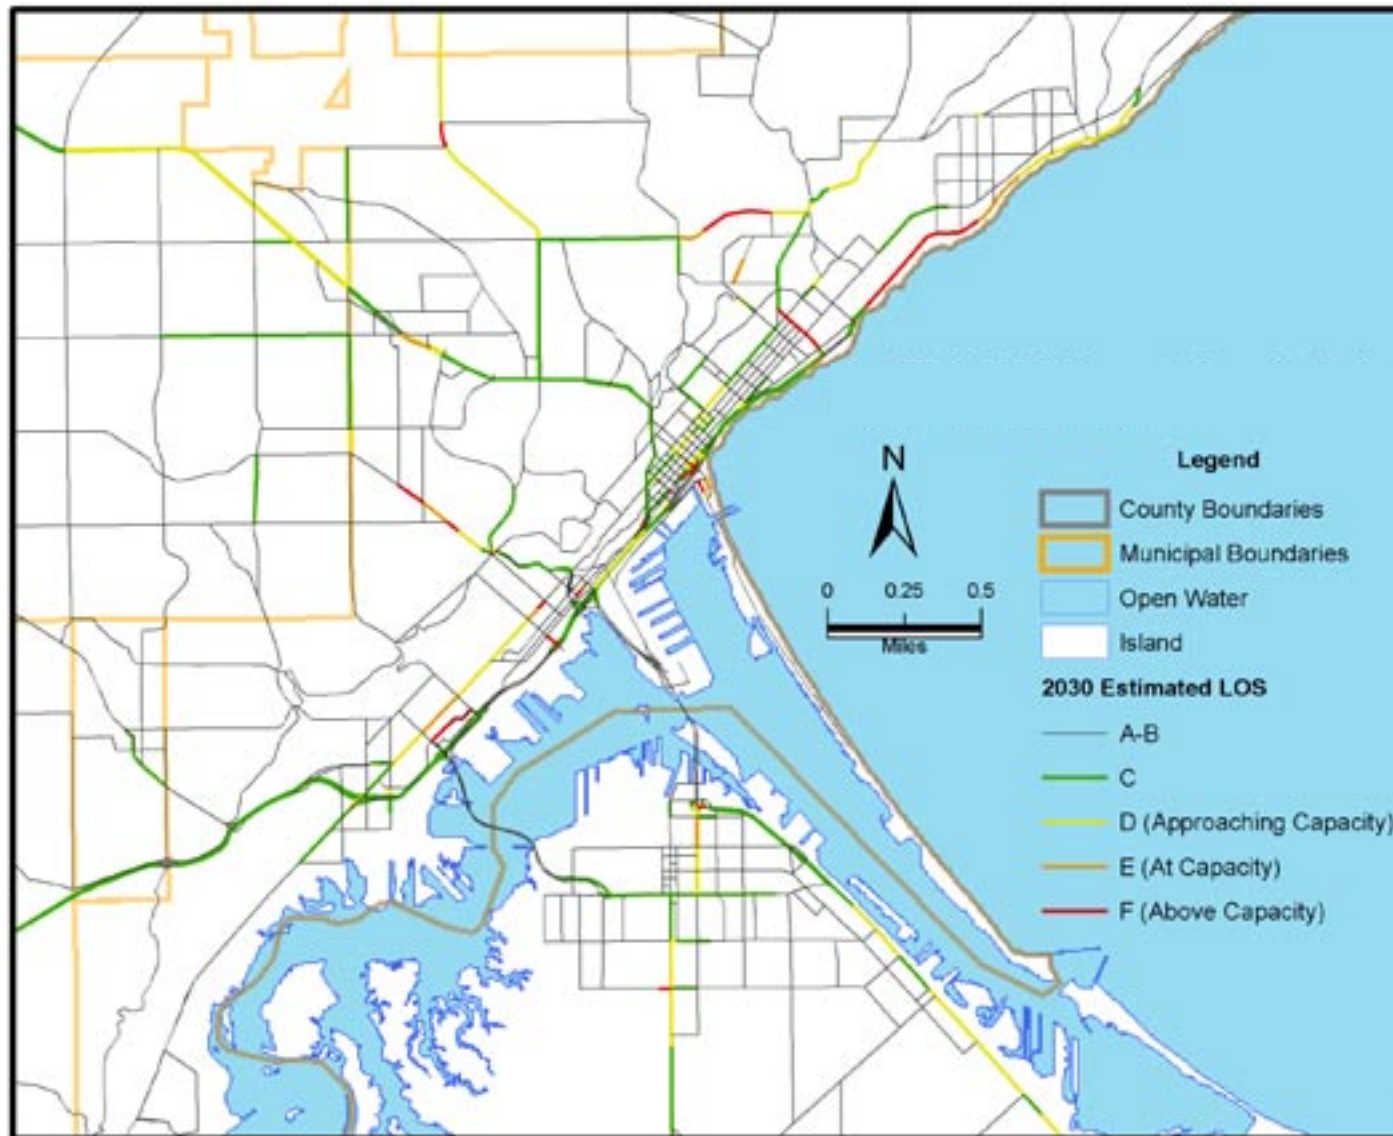 N
0 0.25 0.5
Miles
Legend
County Boundaries
Municipal Boundaries
Open Water
Island
2030 Estimated LOS
A-B
C
D (Approaching Capacity)
E (At Capacity)
F (Above Capacity)